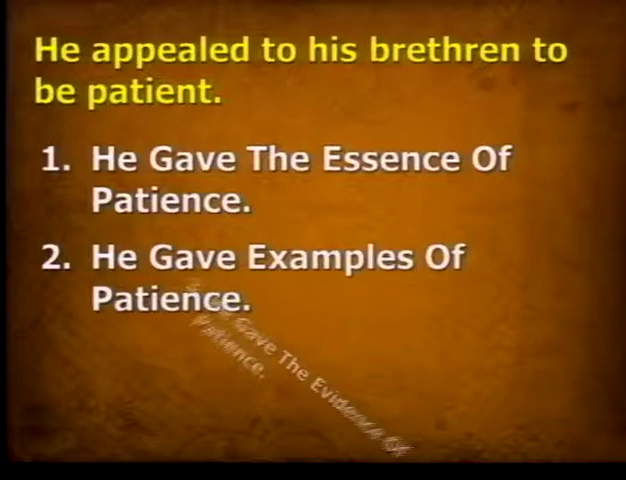 He appealed to his brethren to
be patient.
1. He Gave The Essence Of
Patience.
2. He Gave Examples Of
Patience.
Gave The Evidence Of
Patience.